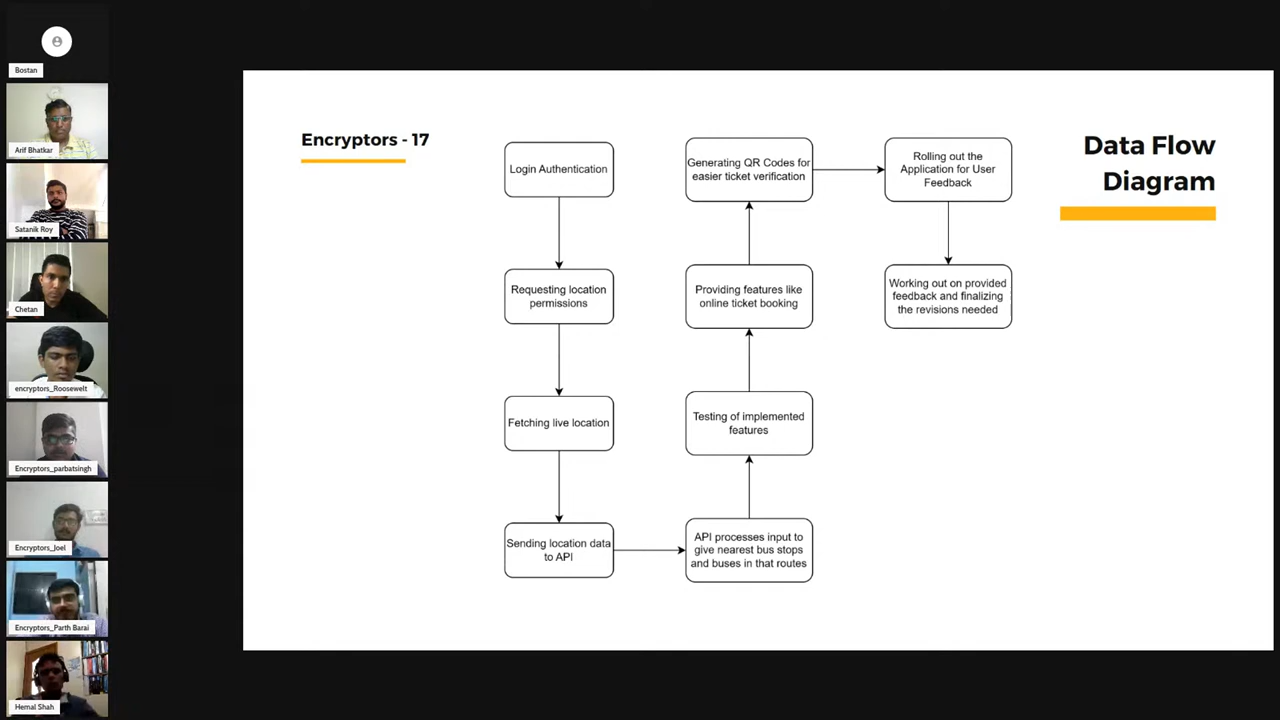 Bostan
Arif Bhatkar
Satanik Roy
Chetan
encryptors_Roosewelt
Encryptors_parbatsingh
Encryptors_Joel
Encryptors_Parth Barai
Hemal Shah
Encryptors - 17
Data Flow
Diagram
Login Authentication
Requesting location
permissions
Fetching live location
Sending location data
to API
API processes input to
give nearest bus stops
and buses in that routes
Testing of implemented
features
Providing features like
online ticket booking
Generating QR Codes for
easier ticket verification
Rolling out the
Application for User
Feedback
Working out on provided
feedback and finalizing
the revisions needed